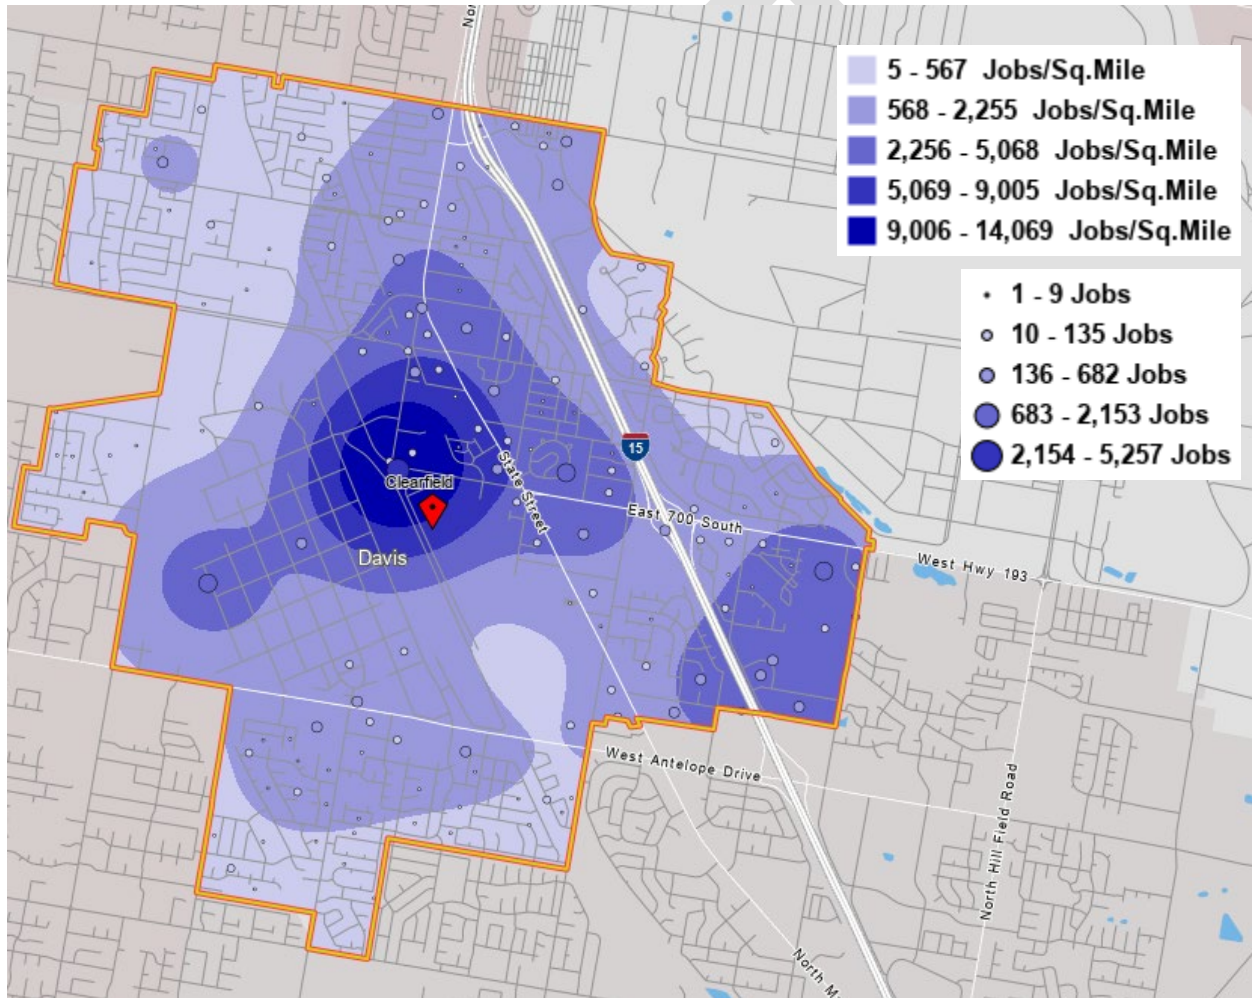 Nor
5 - 567 Jobs/Sq.Mile
568 - 2,255 Jobs/Sq.Mile
2,256 - 5,068 Jobs/Sq.Mile
5,069 - 9,005 Jobs/Sq.Mile
9,006 - 14,069 Jobs/Sq.Mile
1 - 9 Jobs
10 - 135 Jobs
136 - 682 Jobs
683 - 2,153 Jobs
2,154 - 5,257 Jobs
15
Clearfield
State Street
East 700 South
Davis
West Hwy 193
West Antelope Drive
North Hill Field Road
North M